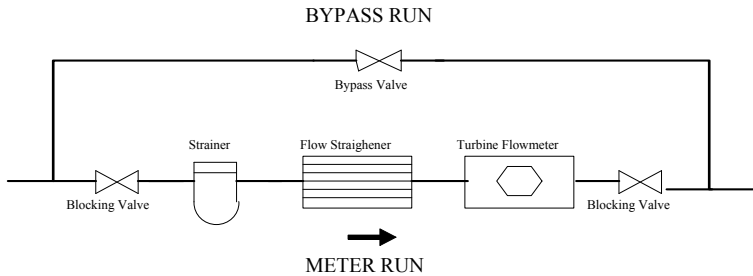 BYPASS RUN
Bypass Valve
Strainer
Flow Straighener
Turbine Flowmeter
Blocking Valve
Blocking Valve
METER RUN